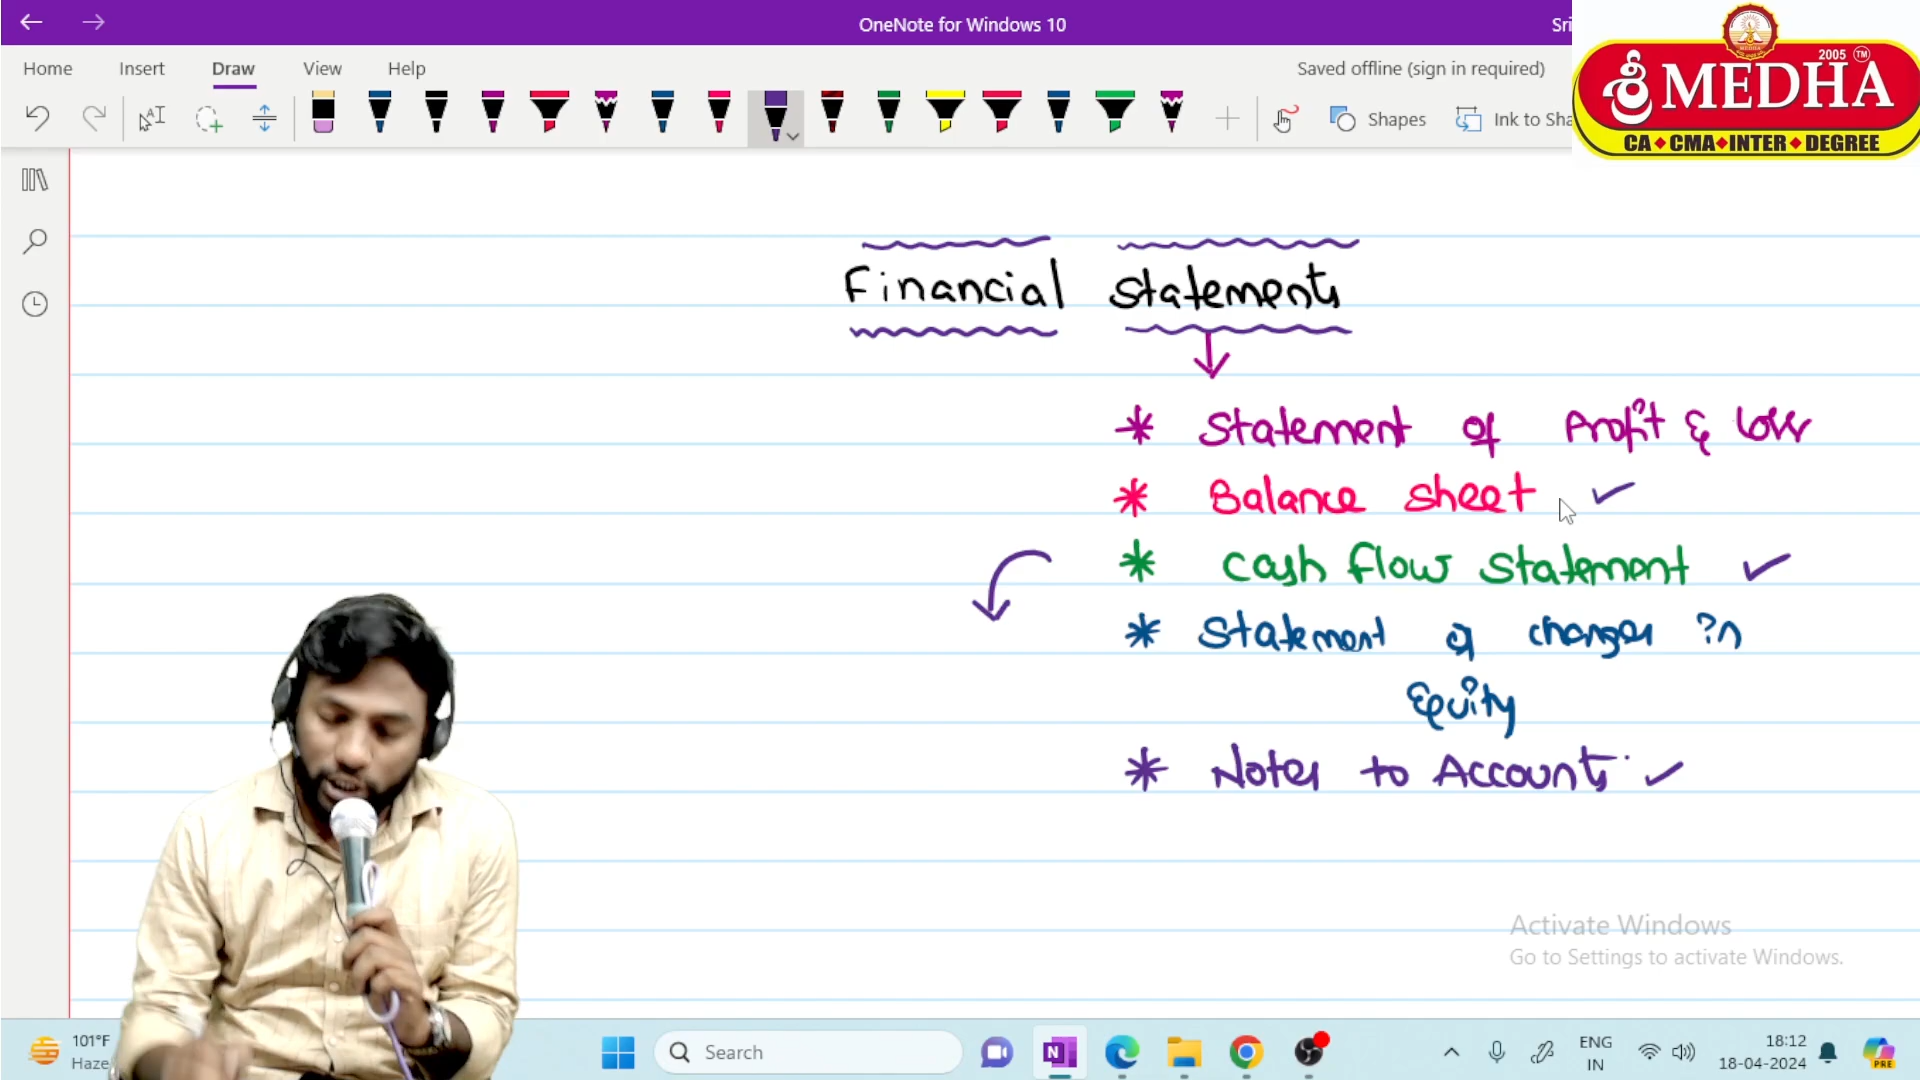 OneNote for Windows 10
Sri
Home Insert Draw View Help
Saved offline (sign in required)
Shapes
Ink to Sha
2005 TM
MEDHA
CA CMA INTER DEGREE
Financial Statements
* Statement of Profit & Loss
* Balance sheet ✓
* Cash flow statement ✓
* Statement of changes in
Equity
* Notes to Accounts ✓
Activate Windows
Go to Settings to activate Windows.
101°F
Haze
Search
ENG
IN
18:12
18-04-2024
PRE